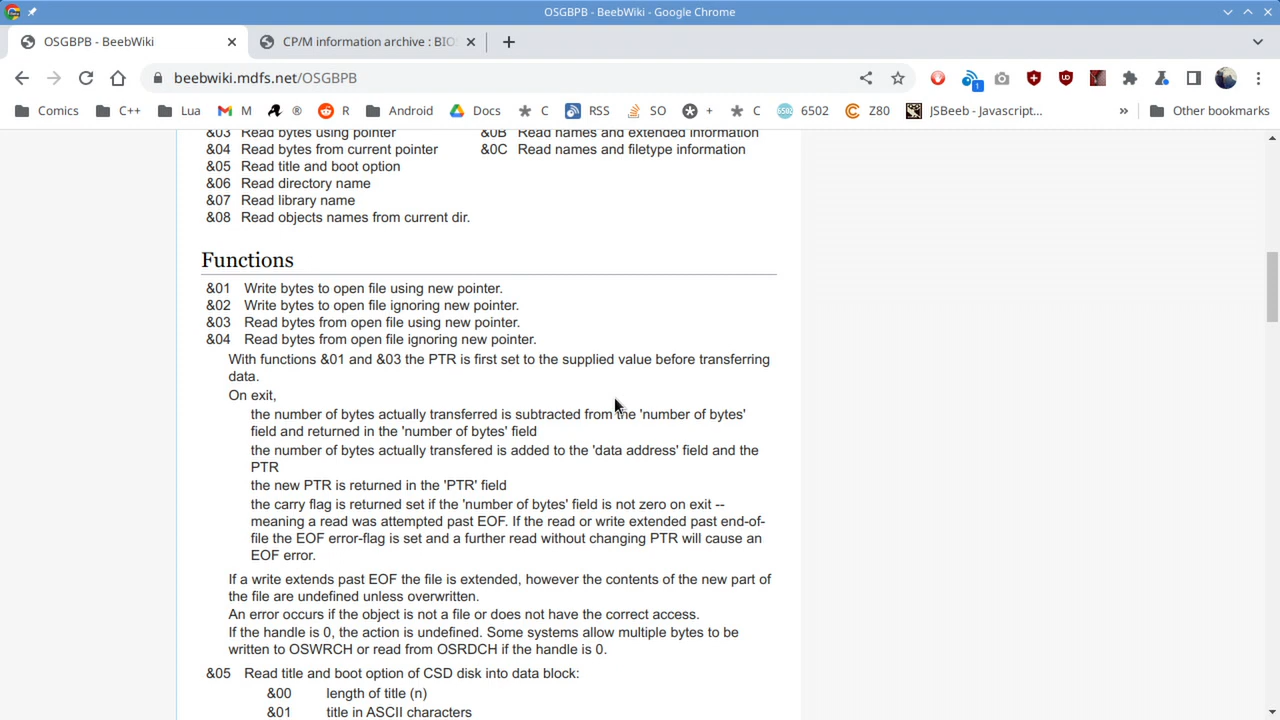 OSGBPB - BeebWiki - Google Chrome
OSGBPB - BeebWiki
CP/M information archive : BIO
beebwiki.mdfs.net/OSGBPB
1
Comics
C++
Lua
M
®
R
Android
Docs
C
RSS
SO
+
C
6502
Z80
JSBeeb - Javascript...
»
Other bookmarks
&03 Read bytes using pointer &0B Read names and extended information
&04 Read bytes from current pointer &0C Read names and filetype information
&05 Read title and boot option
&06 Read directory name
&07 Read library name
&08 Read objects names from current dir.
Functions
&01 Write bytes to open file using new pointer.
&02 Write bytes to open file ignoring new pointer.
&03 Read bytes from open file using new pointer.
&04 Read bytes from open file ignoring new pointer.
With functions &01 and &03 the PTR is first set to the supplied value before transferring
data.
On exit,
the number of bytes actually transferred is subtracted from the 'number of bytes'
field and returned in the 'number of bytes' field
the number of bytes actually transfered is added to the 'data address' field and the
PTR
the new PTR is returned in the 'PTR' field
the carry flag is returned set if the 'number of bytes' field is not zero on exit --
meaning a read was attempted past EOF. If the read or write extended past end-of-
file the EOF error-flag is set and a further read without changing PTR will cause an
EOF error.
If a write extends past EOF the file is extended, however the contents of the new part of
the file are undefined unless overwritten.
An error occurs if the object is not a file or does not have the correct access.
If the handle is 0, the action is undefined. Some systems allow multiple bytes to be
written to OSWRCH or read from OSRDCH if the handle is 0.
&05 Read title and boot option of CSD disk into data block:
&00 length of title (n)
&01 title in ASCII characters